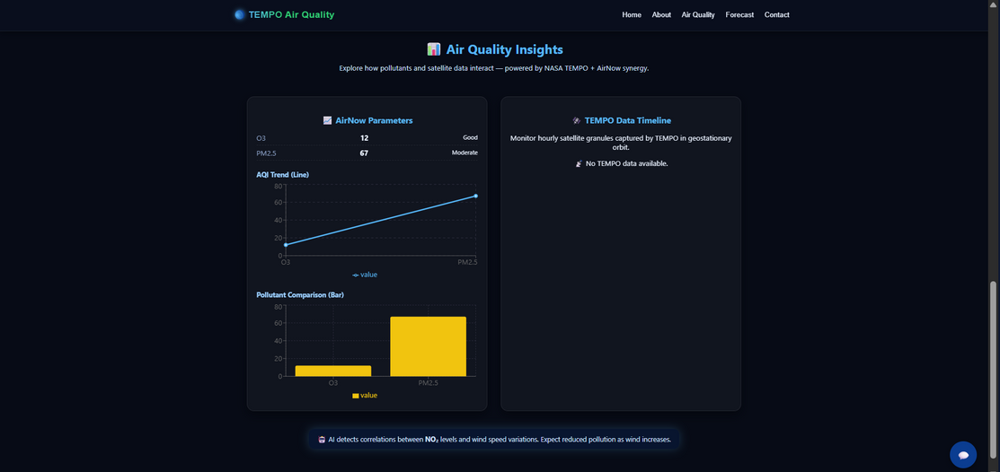 TEMPO Air Quality
Home About Air Quality Forecast Contact
Air Quality Insights
Explore how pollutants and satellite data interact — powered by NASA TEMPO + AirNow synergy.
AirNow Parameters
O3 12 Good
PM2.5 67 Moderate
AQI Trend (Line)
80
60
40
20
0
O3 PM2.5
value
Pollutant Comparison (Bar)
80
60
40
20
0
O3 PM2.5
value
TEMPO Data Timeline
Monitor hourly satellite granules captured by TEMPO in geostationary
orbit.
No TEMPO data available.
AI detects correlations between NO₂ levels and wind speed variations. Expect reduced pollution as wind increases.